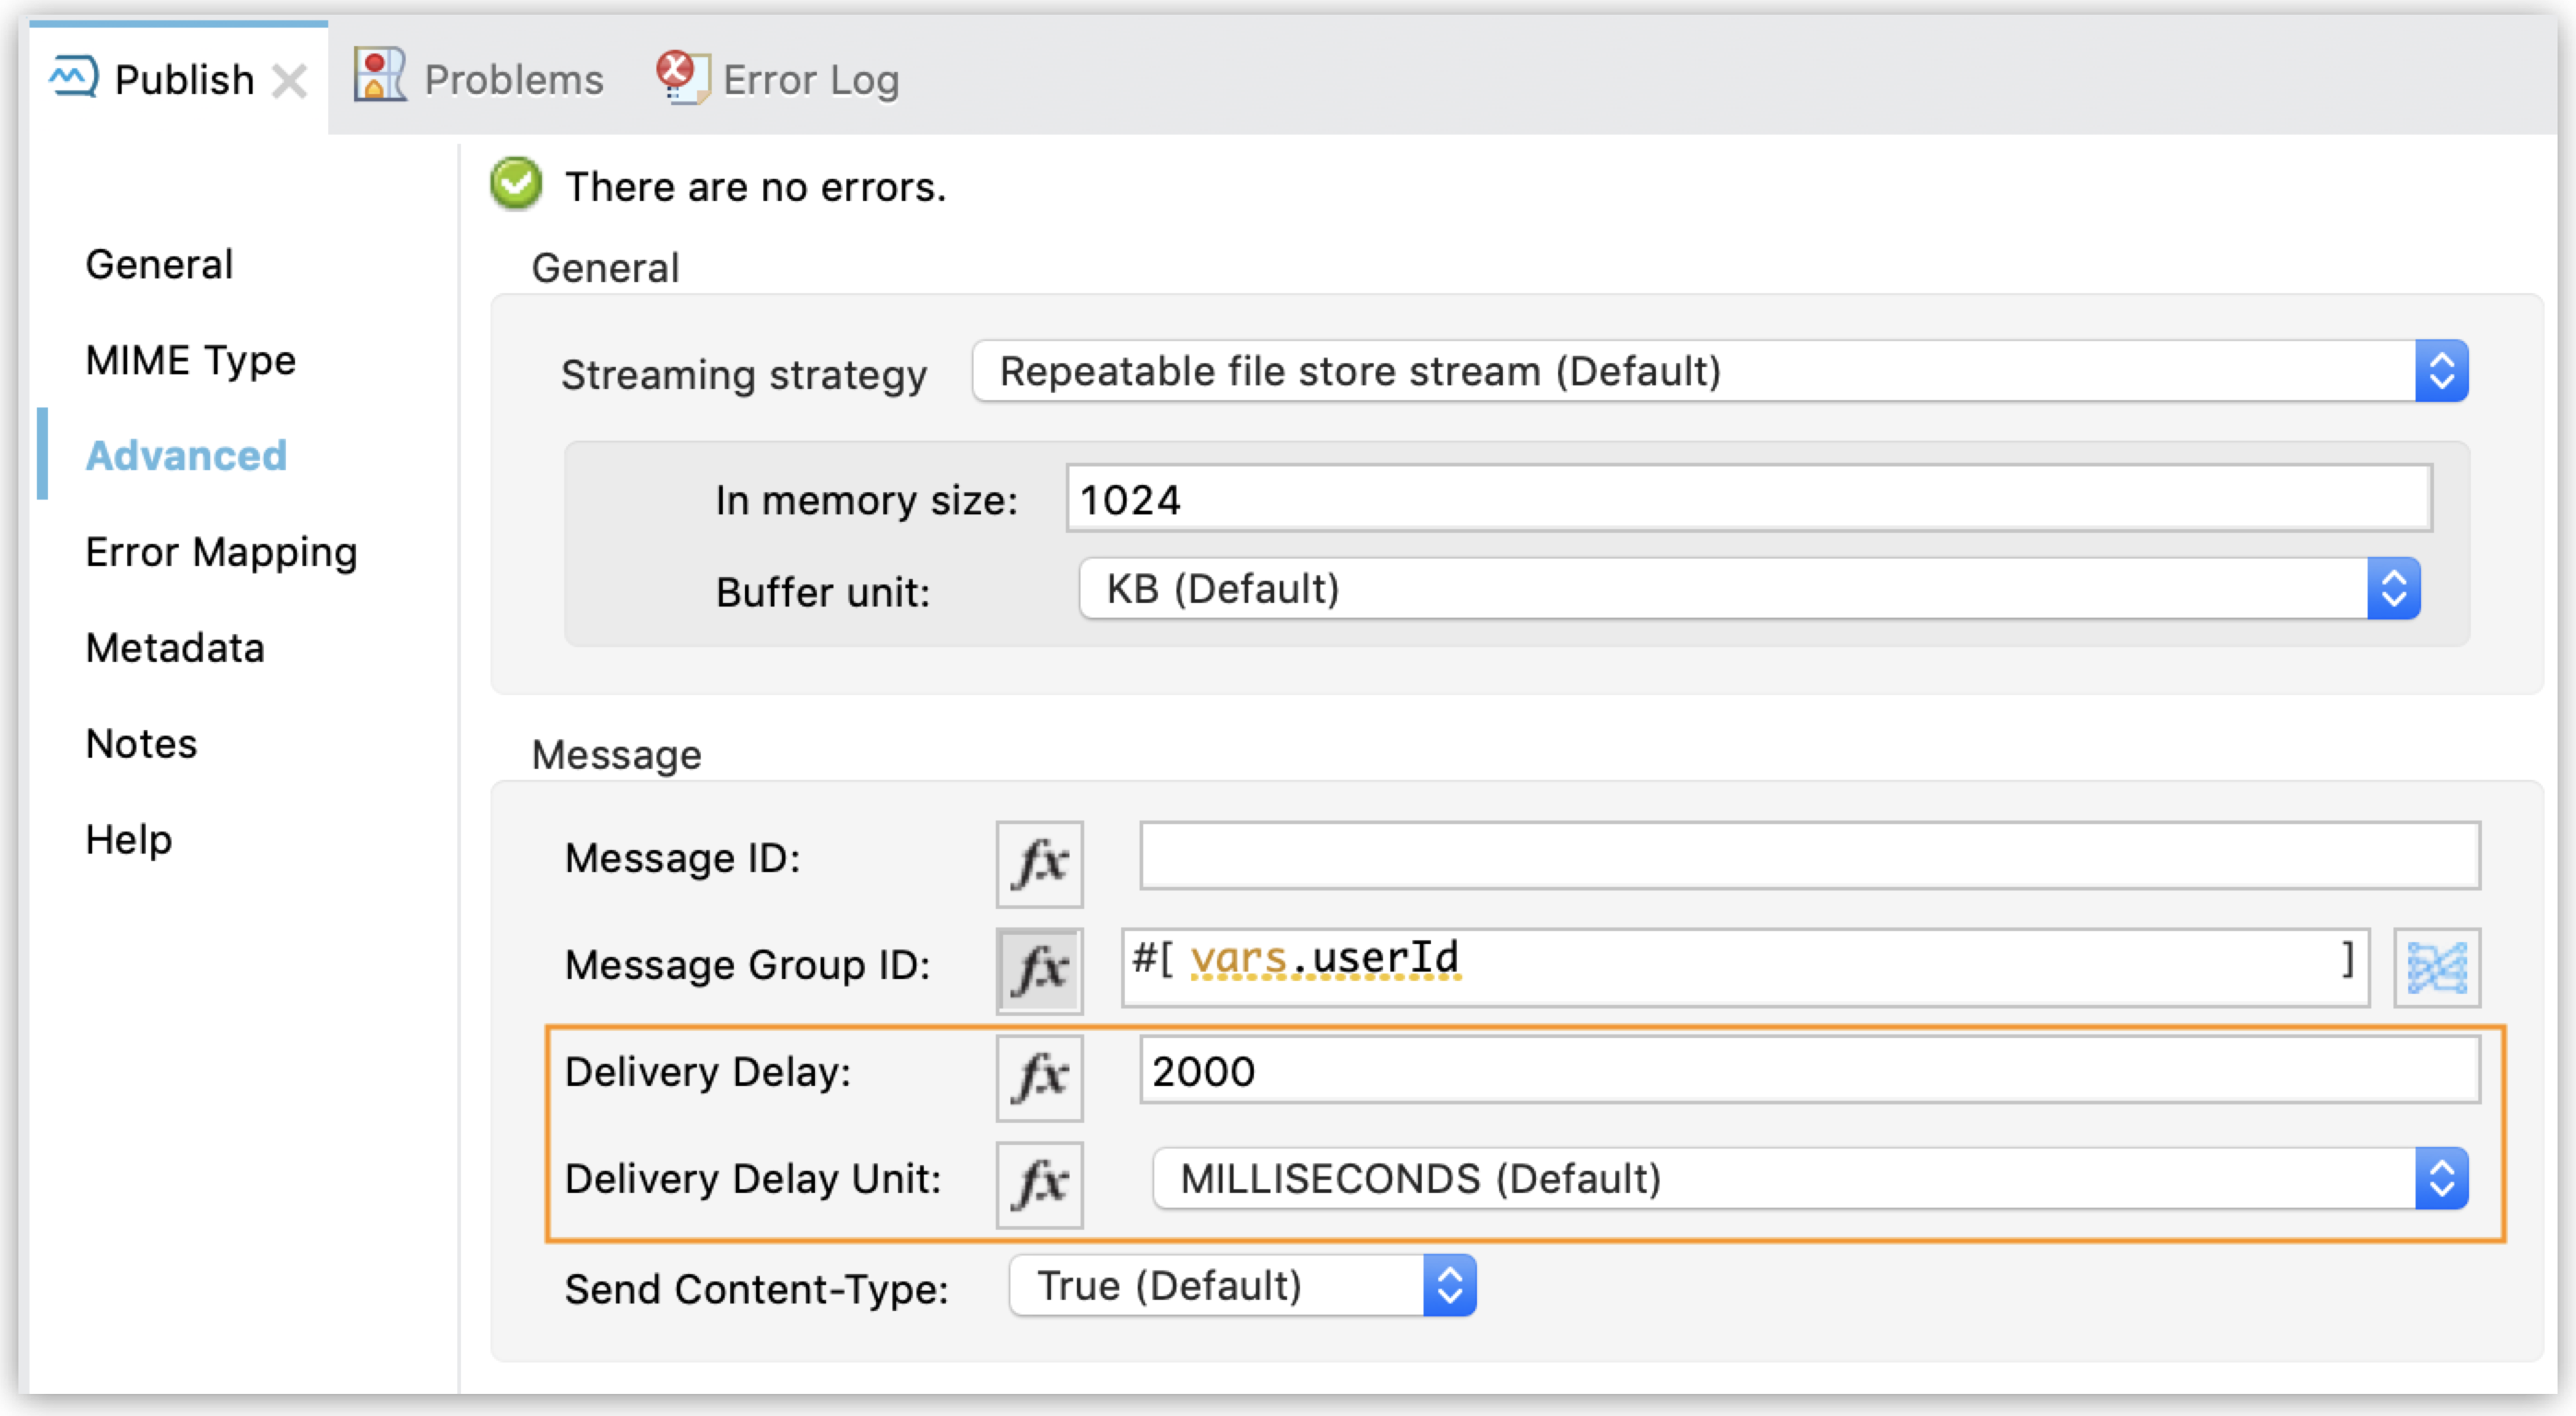 Publish Problems Error Log
There are no errors.
General
MIME Type
Advanced
Error Mapping
Metadata
Notes
Help
General
Streaming strategy Repeatable file store stream (Default)
In memory size: 1024
Buffer unit: KB (Default)
Message
Message ID: fx
Message Group ID: fx #[ vars.userId ]
Delivery Delay: fx 2000
Delivery Delay Unit: fx MILLISECONDS (Default)
Send Content-Type: True (Default)